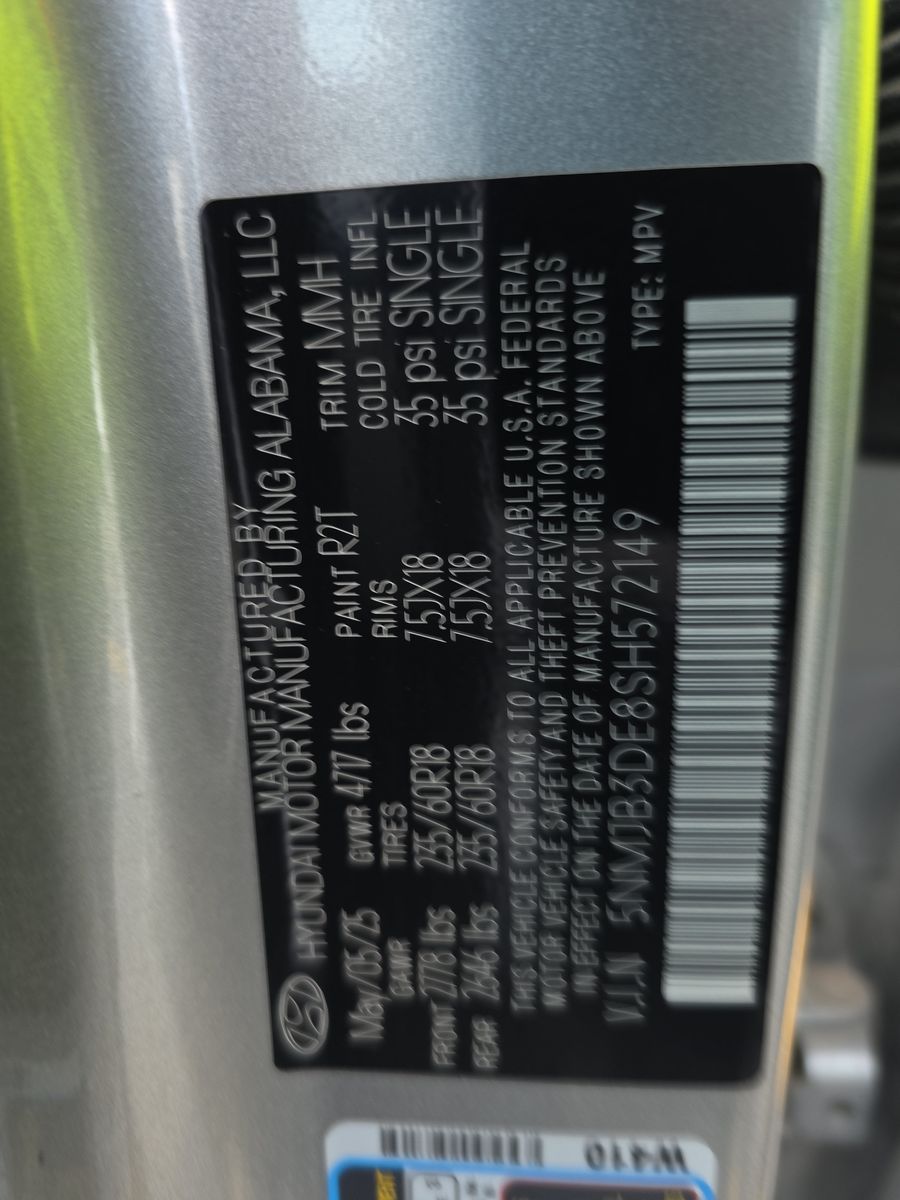 MANUFACTURED BY
HYUNDAI MOTOR MANUFACTURING ALABAMA, LLC
May/05/25 GVWR 4717 lbs PAINT R2T TRIM MMH
GAWR TIRES RIMS COLD TIRE INFL
FRONT 2778 lbs 235/60R18 7.5JX18 35 psi SINGLE
REAR 2646 lbs 235/60R18 7.5JX18 35 psi SINGLE
THIS VEHICLE CONFORMS TO ALL APPLICABLE U.S.A. FEDERAL
MOTOR VEHICLE SAFETY AND THEFT PREVENTION STANDARDS
IN EFFECT ON THE DATE OF MANUFACTURE SHOWN ABOVE
V.I.N 5NMJB3DE8SH572149 TYPE: MPV
W410